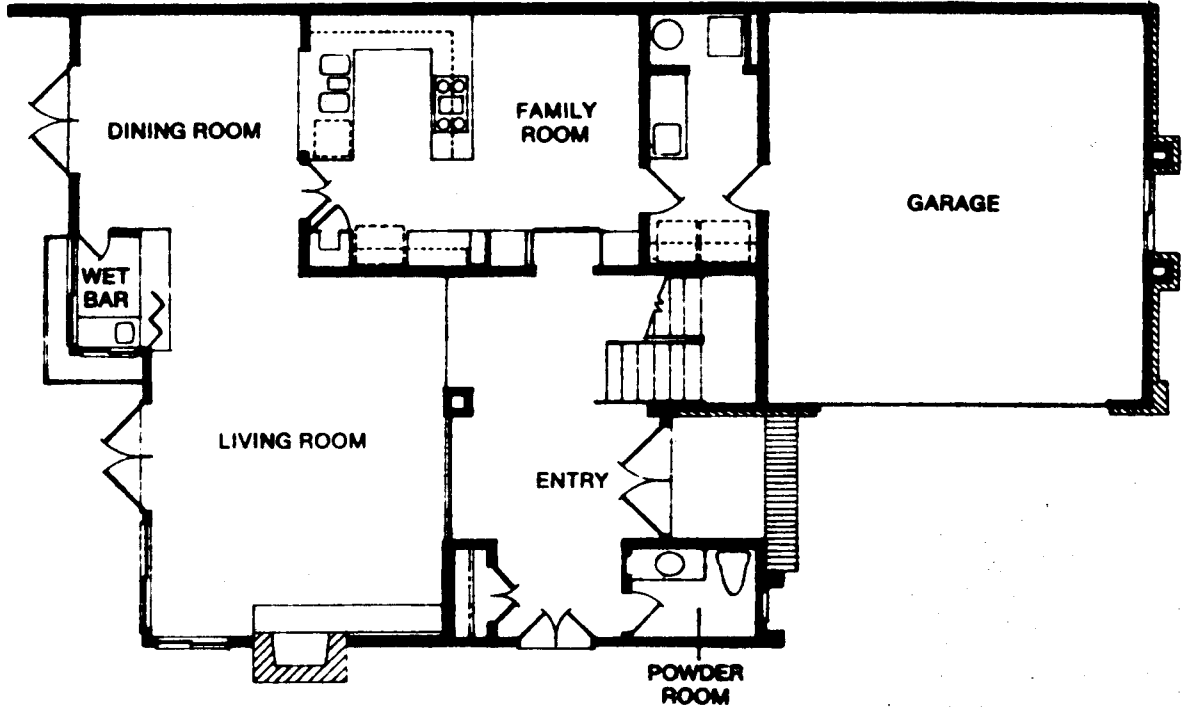 FAMILY
ROOM
DINING ROOM
GARAGE
WET
BAR
LIVING ROOM
ENTRY
POWDER
ROOM